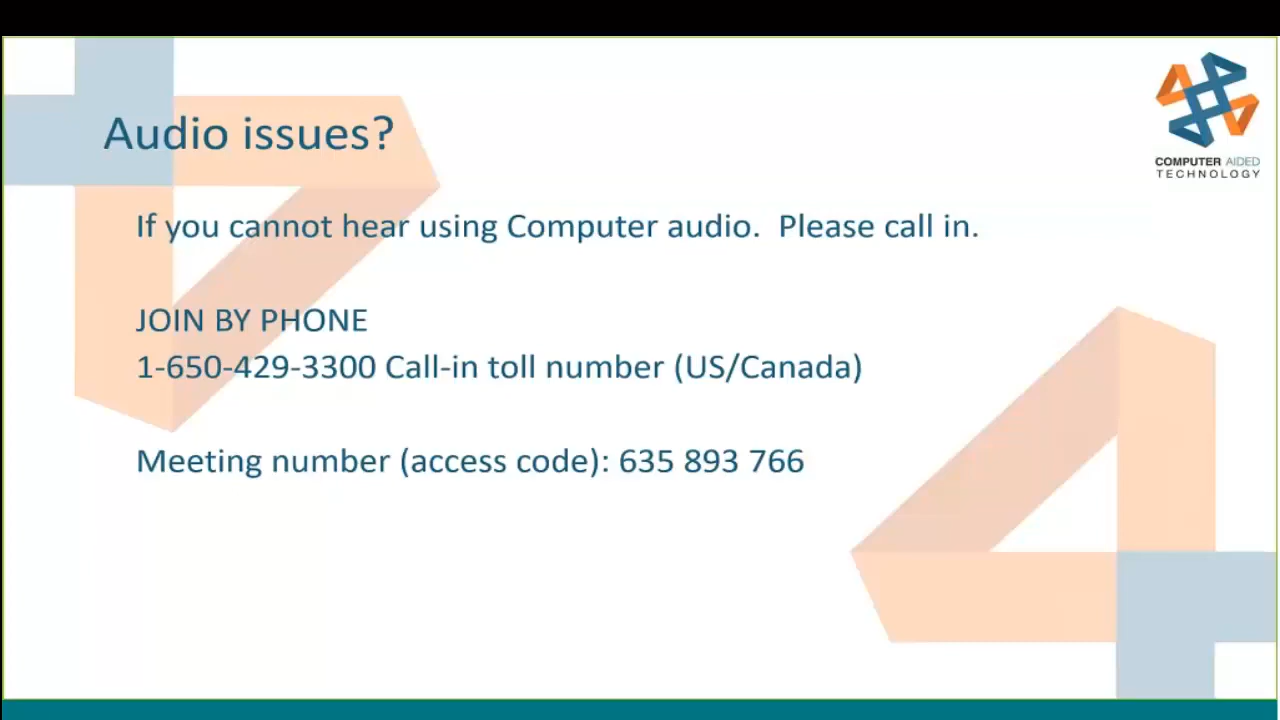 COMPUTER AIDED
TECHNOLOGY
Audio issues?
If you cannot hear using Computer audio.  Please call in.
JOIN BY PHONE
1-650-429-3300 Call-in toll number (US/Canada)
Meeting number (access code): 635 893 766